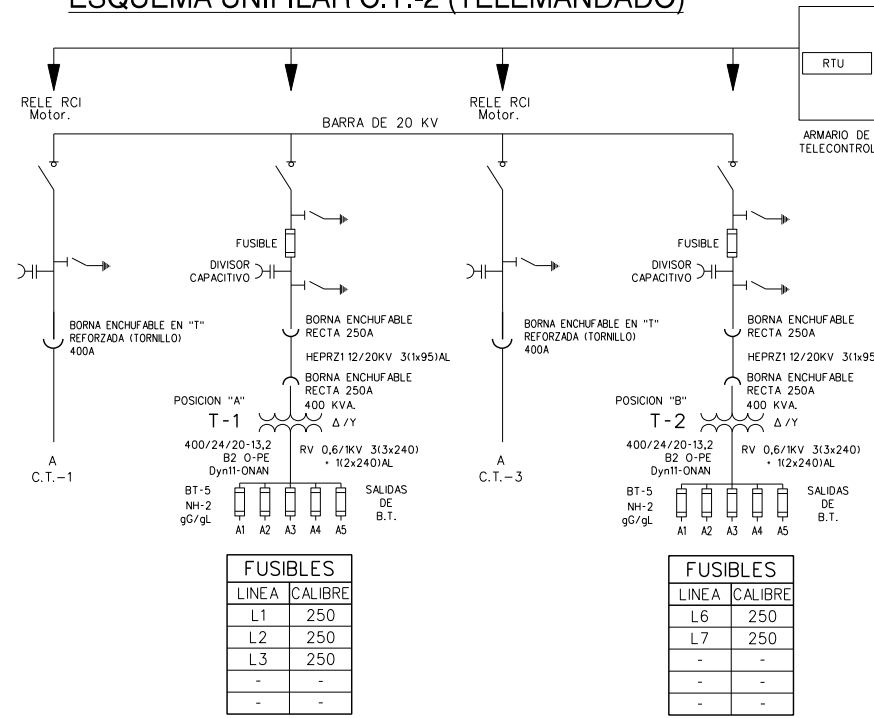 ESQUEMA UNIFILAR C.T.-2 (TELEMANDADO)
RTU
ARMARIO DE
TELECONTROL
RELE RCI
Motor.
RELE RCI
Motor.
BARRA DE 20 KV
FUSIBLE
DIVISOR
CAPACITIVO
FUSIBLE
DIVISOR
CAPACITIVO
BORNA ENCHUFABLE EN "T"
REFORZADA (TORNILLO)
400A
BORNA ENCHUFABLE
RECTA 250A
HEPRZ1 12/20KV 3(1x95)AL
BORNA ENCHUFABLE
RECTA 250A
400 KVA.
POSICION "A"
T-1
Δ/Y
400/24/20-13,2
B2 O-PE
Dyn11-ONAN
RV 0,6/1KV 3(3x240)
+ 1(2x240)AL
A
C.T.-1
BT-5
NH-2
gG/gL
A1 A2 A3 A4 A5
SALIDAS
DE
B.T.
BORNA ENCHUFABLE EN "T"
REFORZADA (TORNILLO)
400A
BORNA ENCHUFABLE
RECTA 250A
HEPRZ1 12/20KV 3(1x95
BORNA ENCHUFABLE
RECTA 250A
400 KVA.
POSICION "B"
T-2
Δ/Y
400/24/20-13,2
B2 O-PE
Dyn11-ONAN
RV 0,6/1KV 3(3x240)
+ 1(2x240)AL
A
C.T.-3
BT-5
NH-2
gG/gL
A1 A2 A3 A4 A5
SALIDAS
DE
B.T.
FUSIBLES
LINEA CALIBRE
L1 250
L2 250
L3 250
- -
- -
FUSIBLES
LINEA CALIBRE
L6 250
L7 250
- -
- -
- -